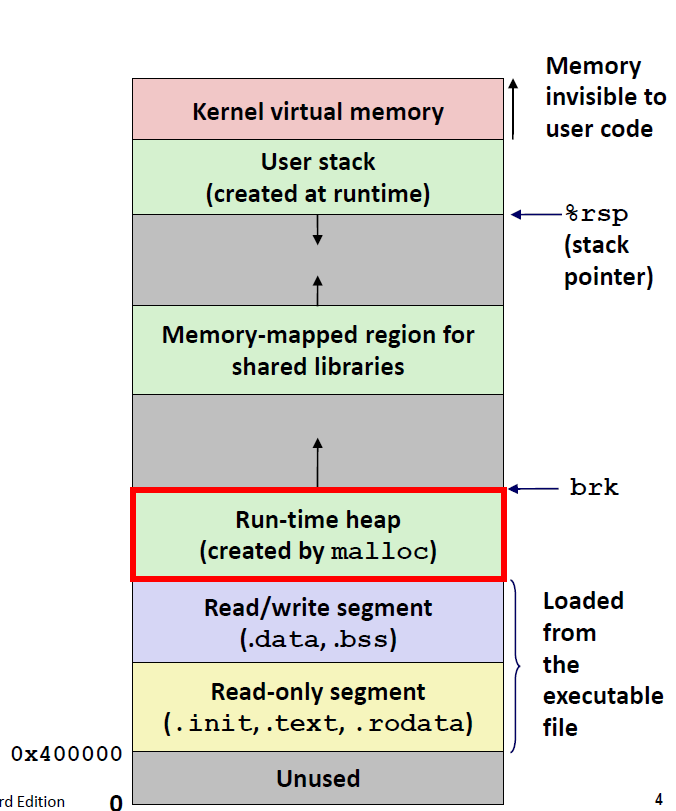 Memory
invisible to
user code
Kernel virtual memory
User stack
(created at runtime)
%rsp
(stack
pointer)
Memory-mapped region for
shared libraries
brk
Run-time heap
(created by malloc)
Read/write segment
(.data, .bss)
Loaded
from
the
executable
file
Read-only segment
(.init, .text, .rodata)
0x400000
Unused
0
rd Edition
4